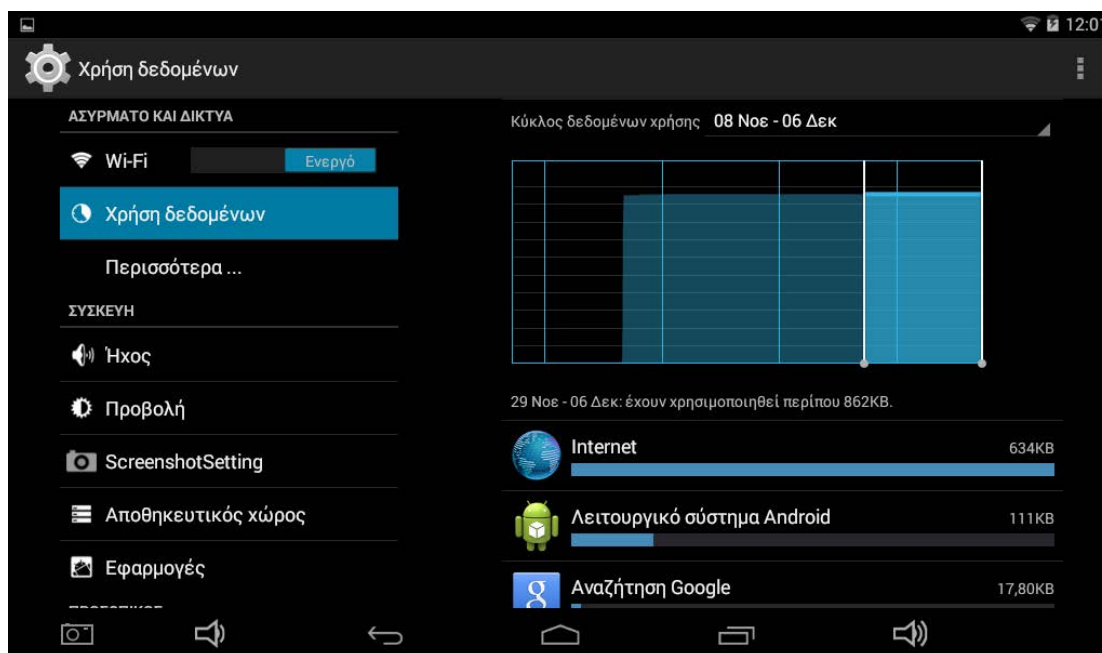 12:01
Χρήση δεδομένων
ΑΣΥΡΜΑΤΟ ΚΑΙ ΔΙΚΤΥΑ
Wi-Fi
Ενεργό
Χρήση δεδομένων
Περισσότερα ...
ΣΥΣΚΕΥΗ
Ήχος
Προβολή
ScreenshotSetting
Αποθηκευτικός χώρος
Εφαρμογές
Κύκλος δεδομένων χρήσης 08 Νοε - 06 Δεκ
29 Νοε - 06 Δεκ: έχουν χρησιμοποιηθεί περίπου 862KB.
Internet 634KB
Λειτουργικό σύστημα Android 111KB
Αναζήτηση Google 17,80KB